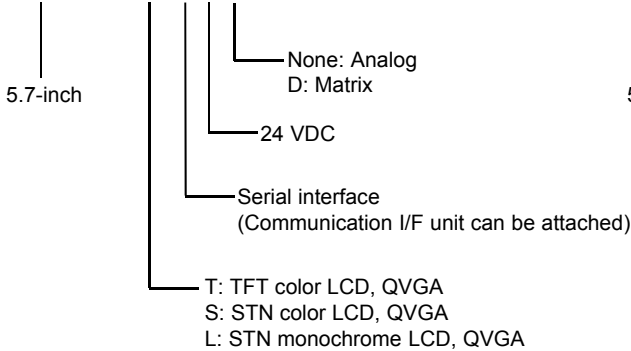 None: Analog
D: Matrix
5.7-inch
24 VDC
Serial interface
(Communication I/F unit can be attached)
T: TFT color LCD, QVGA
S: STN color LCD, QVGA
L: STN monochrome LCD, QVGA